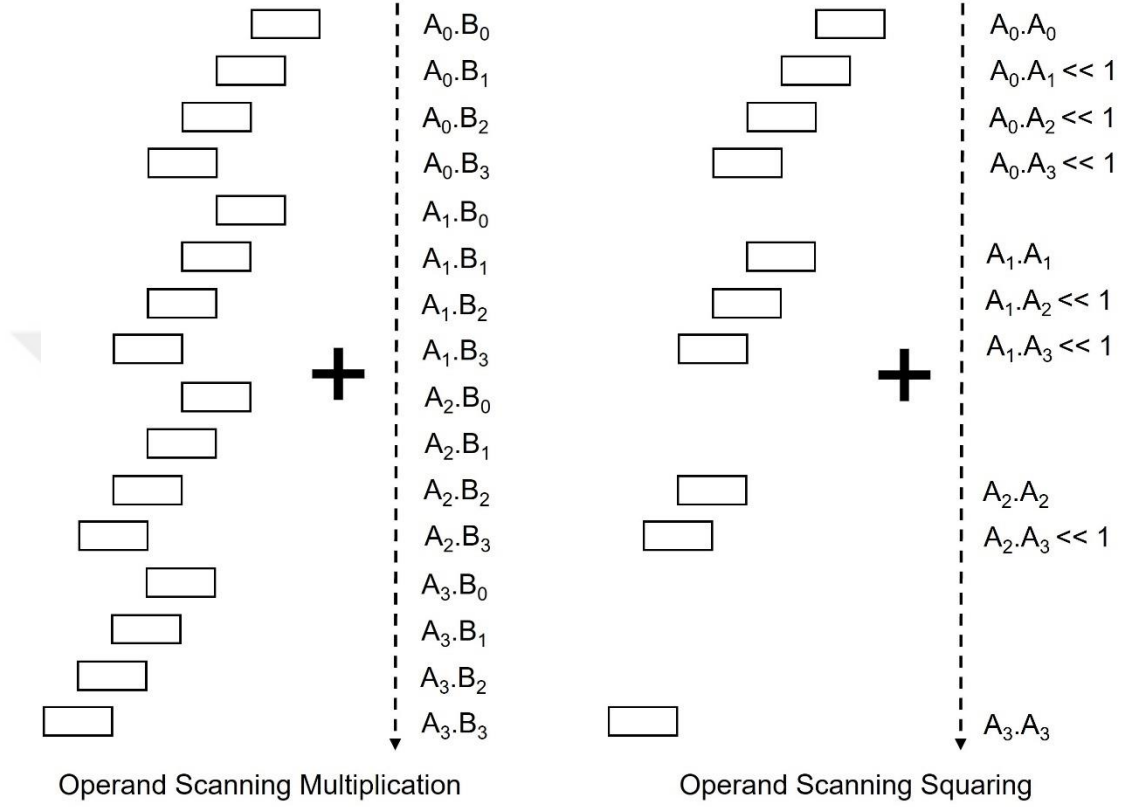 A₀.B₀
A₀.B₁
A₀.B₂
A₀.B₃
A₁.B₀
A₁.B₁
A₁.B₂
A₁.B₃
+
A₂.B₀
A₂.B₁
A₂.B₂
A₂.B₃
A₃.B₀
A₃.B₁
A₃.B₂
A₃.B₃
Operand Scanning Multiplication
A₀.A₀
A₀.A₁ << 1
A₀.A₂ << 1
A₀.A₃ << 1
A₁.A₁
A₁.A₂ << 1
A₁.A₃ << 1
+
A₂.A₂
A₂.A₃ << 1
A₃.A₃
Operand Scanning Squaring